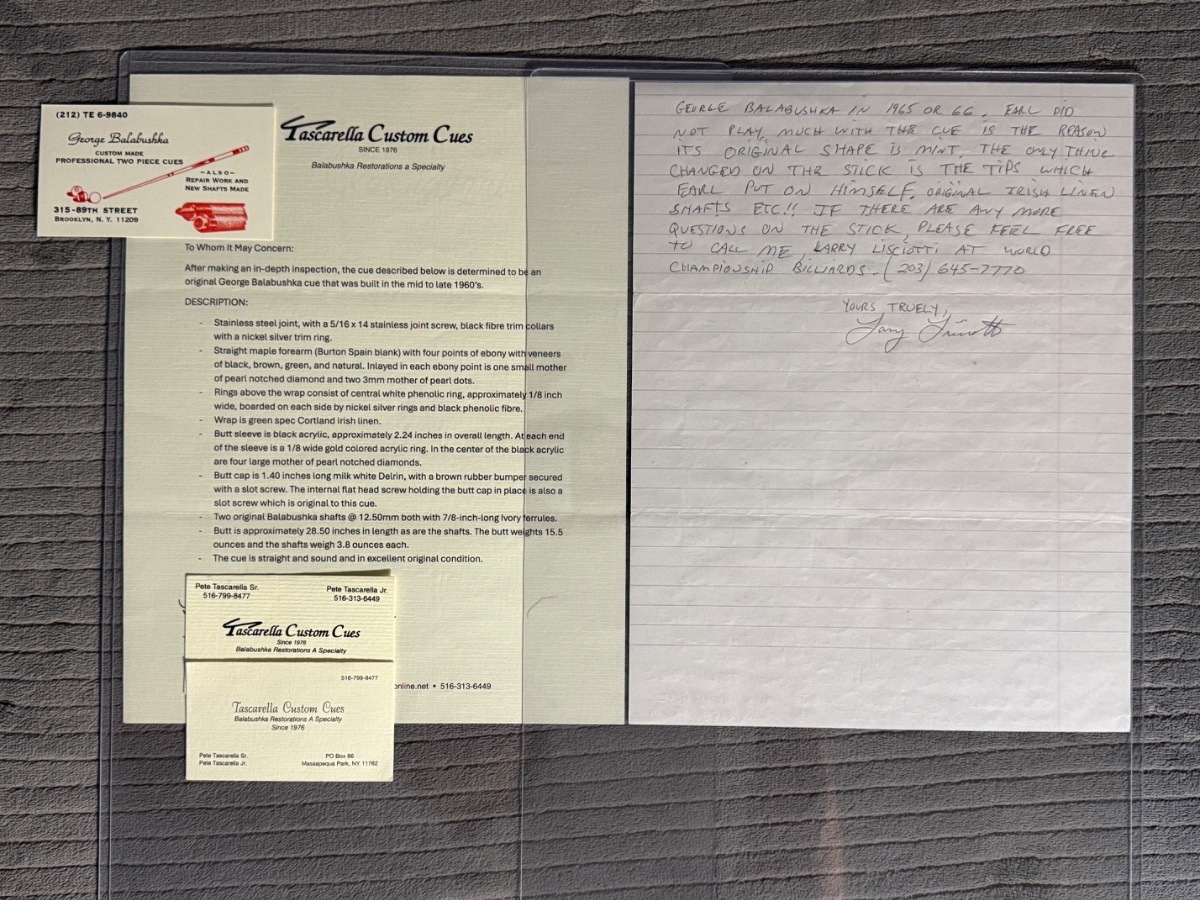 (212) TE 6-9840
George Balabushka
CUSTOM MADE
PROFESSIONAL TWO PIECE CUES
~ALSO~
REPAIR WORK AND
NEW SHAFTS MADE
315-89TH STREET
BROOKLYN, N. Y. 11209
Tascarella Custom Cues
SINCE 1976
Balabushka Restorations a Specialty
To Whom It May Concern:
After making an in-depth inspection, the cue described below is determined to be an
original George Balabushka cue that was built in the mid to late 1960's.
DESCRIPTION:
- Stainless steel joint, with a 5/16 x 14 stainless joint screw, black fibre trim collars
with a nickel silver trim ring.
- Straight maple forearm (Burton Spain blank) with four points of ebony with veneers
of black, brown, green, and natural. Inlayed in each ebony point is one small mother
of pearl notched diamond and two 3mm mother of pearl dots.
- Rings above the wrap consist of central white phenolic ring, approximately 1/8 inch
wide, boarded on each side by nickel silver rings and black phenolic fibre.
- Wrap is green spec Cortland Irish linen.
- Butt sleeve is black acrylic, approximately 2.24 inches in overall length. At each end
of the sleeve is a 1/8 wide gold colored acrylic ring. In the center of the black acrylic
are four large mother of pearl notched diamonds.
- Butt cap is 1.40 inches long milk white Delrin, with a brown rubber bumper secured
with a slot screw. The internal flat head screw holding the butt cap in place is also a
slot screw which is original to this cue.
- Two original Balabushka shafts @ 12.50mm both with 7/8-inch-long Ivory ferrules.
- Butt is approximately 28.50 inches in length as are the shafts. The butt weights 15.5
ounces and the shafts weigh 3.8 ounces each.
- The cue is straight and sound and in excellent original condition.
online.net • 516-313-6449
Pete Tascarella Sr.
516-799-8477
Pete Tascarella Jr.
516-313-6449
Tascarella Custom Cues
Since 1976
Balabushka Restorations A Specialty
516-799-8477
Tascarella Custom Cues
Balabushka Restorations A Specialty
Since 1976
Pete Tascarella Sr.
Pete Tascarella Jr.
PO Box 66
Massapequa Park, NY 11762
GEORGE BALABUSHKA IN 1965 OR 66. EARL DID
NOT PLAY MUCH WITH THE CUE IS THE REASON
ITS ORIGINAL SHAPE IS MINT. THE ONLY THING
CHANGED ON THR STICK IS THE TIPS WHICH
EARL PUT ON HIMSELF. ORIGINAL IRISH LINEN
SHAFTS ETC!! IF THERE ARE ANY MORE
QUESTIONS ON THE STICK, PLEASE FEEL FREE
TO CALL ME LARRY LISCIOTTI AT WORLD
CHAMPIONSHIP BILLIARDS. (203) 645-7770
YOURS TRUELY,
Larry Lisciotti